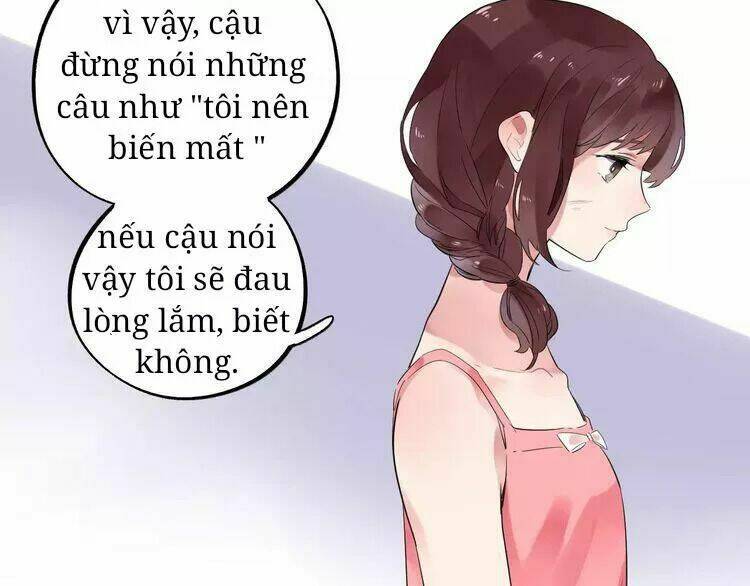 vì vậy, cậu
đừng nói những
câu như "tôi nên
biến mất "
nếu cậu nói
vậy tôi sẽ đau
lòng lắm, biết
không.